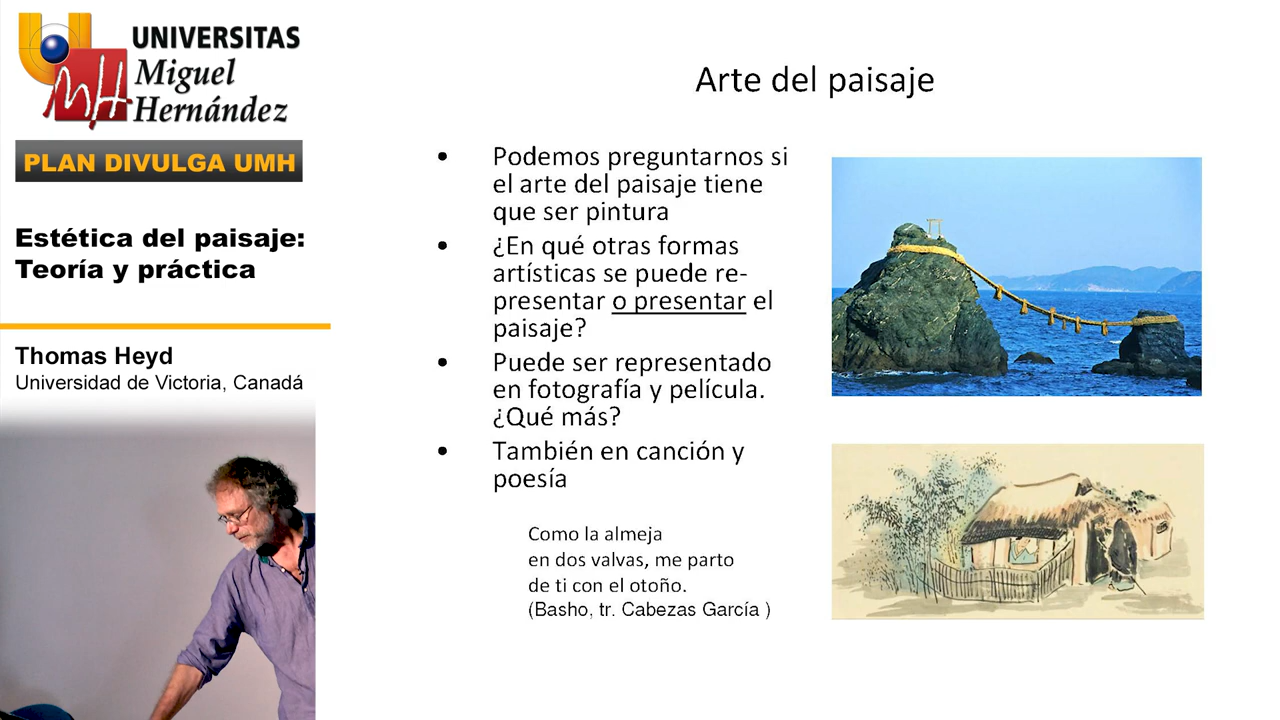 UNIVERSITAS
Miguel
Hernández
PLAN DIVULGA UMH
Estética del paisaje:
Teoría y práctica
Thomas Heyd
Universidad de Victoria, Canadá
Arte del paisaje
• Podemos preguntarnos si
el arte del paisaje tiene
que ser pintura
• ¿En qué otras formas
artísticas se puede re-
presentar o presentar el
paisaje?
• Puede ser representado
en fotografía y película.
¿Qué más?
• También en canción y
poesía
Como la almeja
en dos valvas, me parto
de ti con el otoño.
(Basho, tr. Cabezas García )